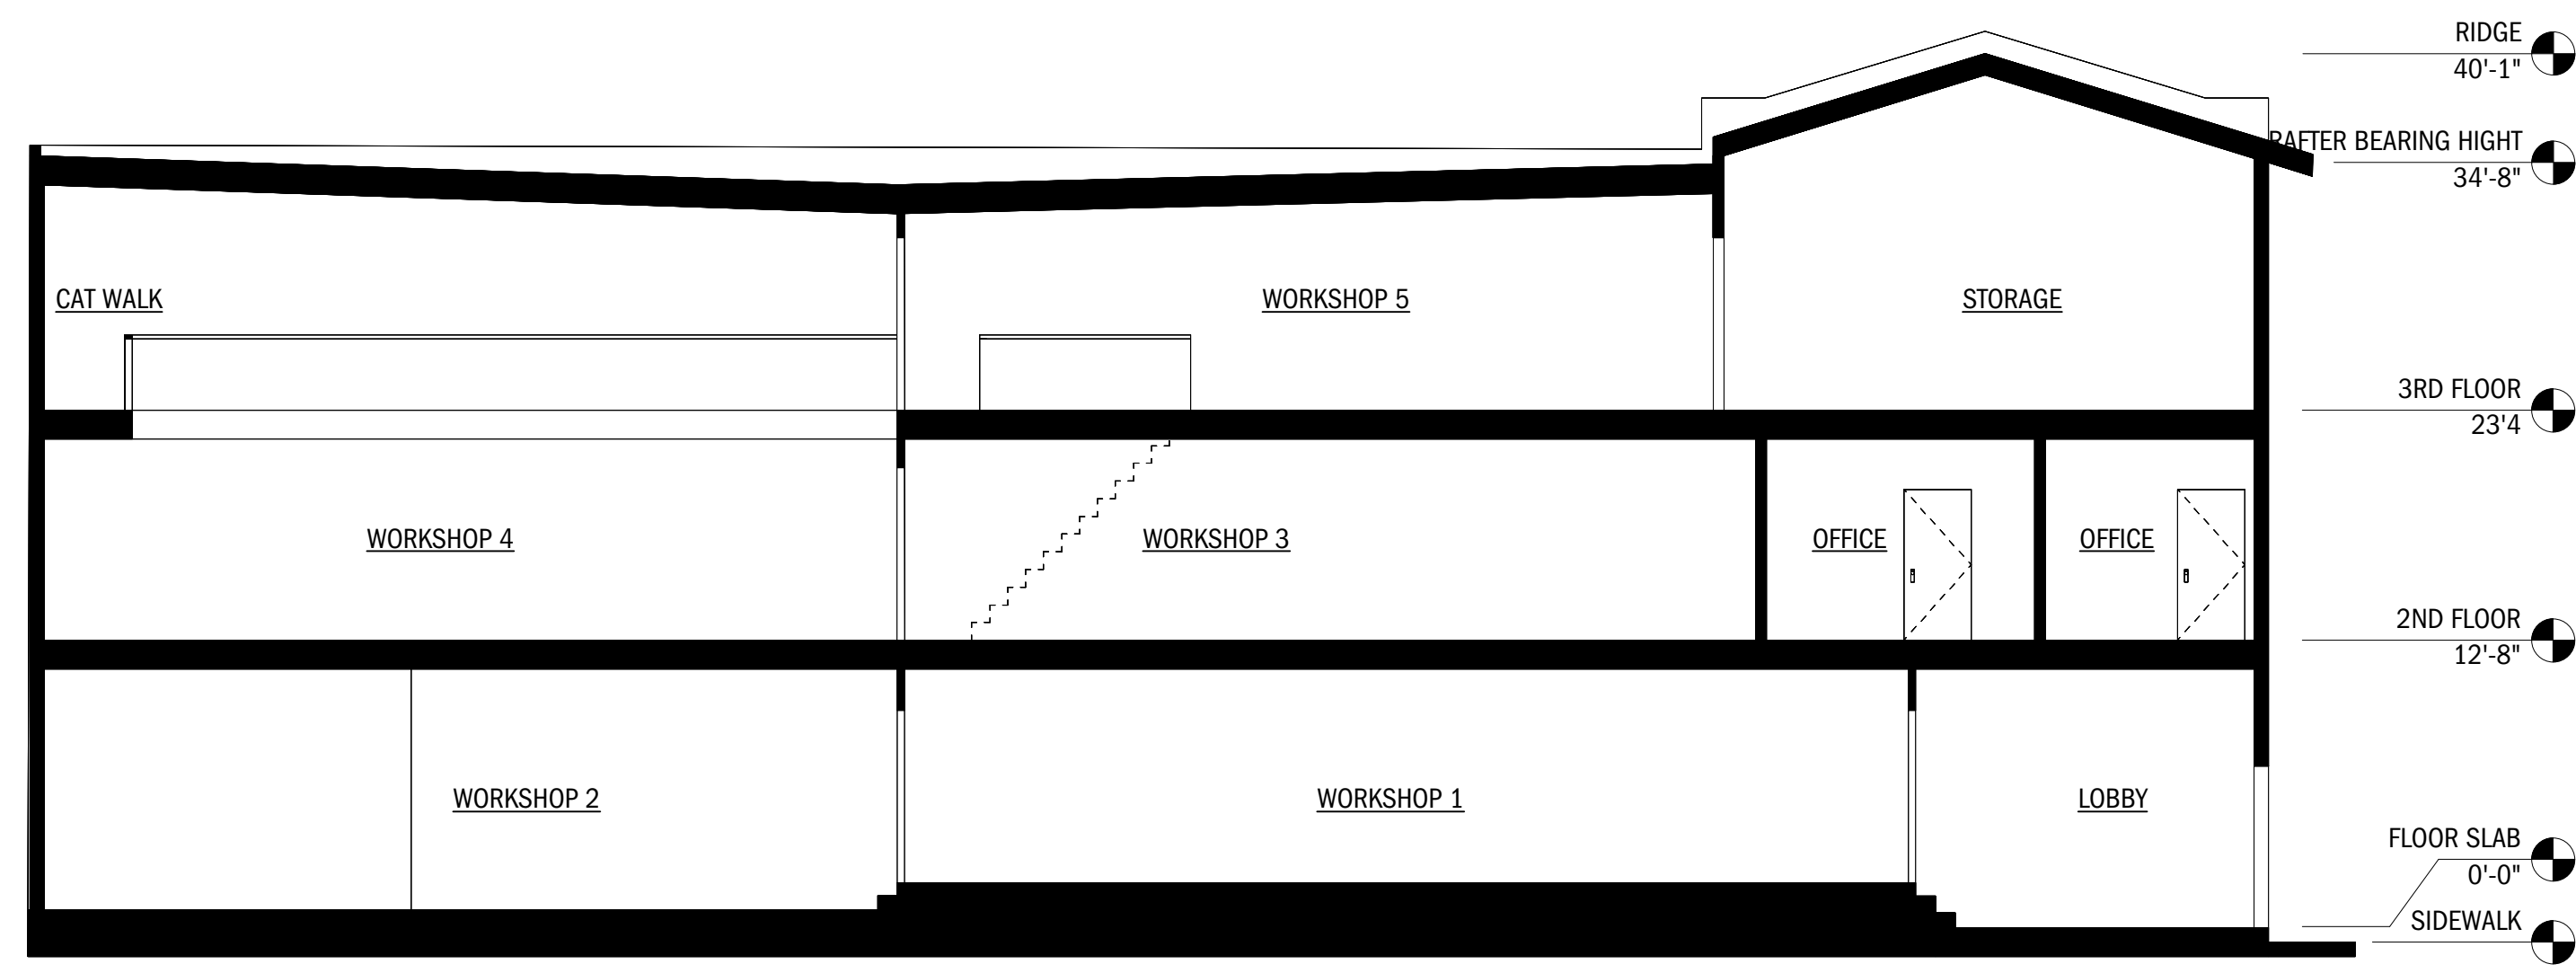 RIDGE
40'-1"
RAFTER BEARING HIGHT
34'-8"
CAT WALK
WORKSHOP 5
STORAGE
3RD FLOOR
23'4
WORKSHOP 4
WORKSHOP 3
OFFICE
OFFICE
2ND FLOOR
12'-8"
WORKSHOP 2
WORKSHOP 1
LOBBY
FLOOR SLAB
0'-0"
SIDEWALK